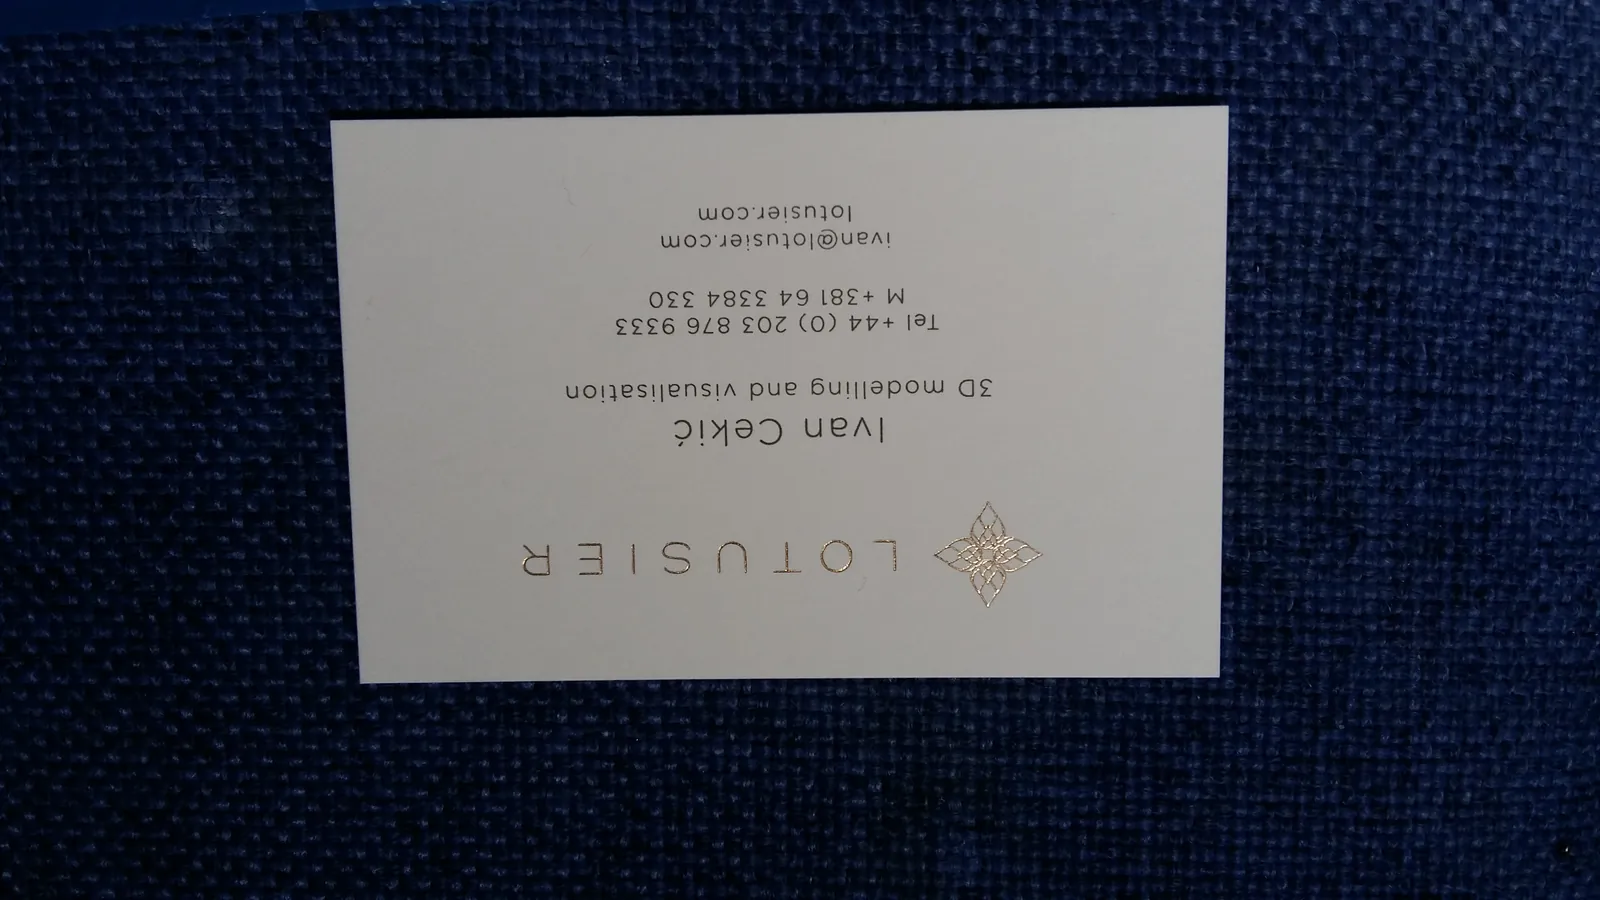 LOTUSIER
Ivan Cekić
3D modelling and visualisation
Tel +44 (0) 203 876 9333
M +381 64 3384 330
ivan@lotusier.com
lotusier.com